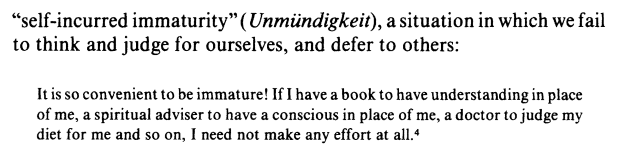 “self-incurred immaturity” (Unmündigkeit), a situation in which we fail
to think and judge for ourselves, and defer to others:
It is so convenient to be immature! If I have a book to have understanding in place
of me, a spiritual adviser to have a conscious in place of me, a doctor to judge my
diet for me and so on, I need not make any effort at all.⁴